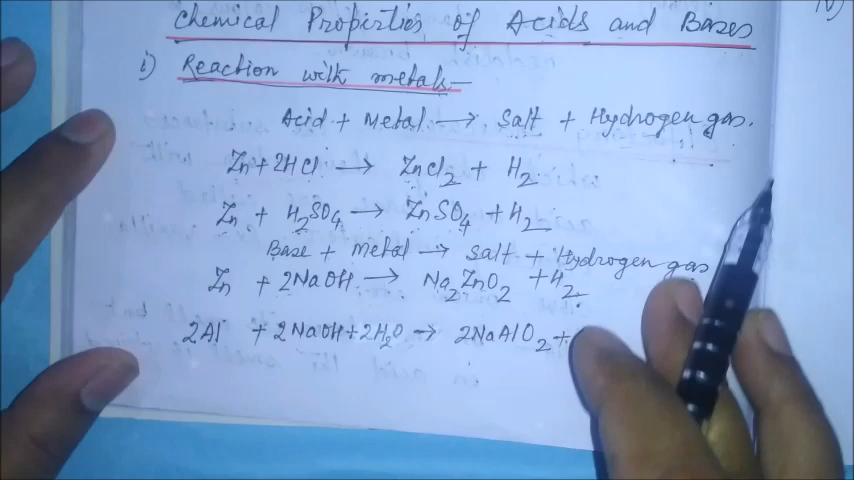 Chemical Properties of Acids and Bases
i) Reaction with metals—
Acid + Metal → Salt + Hydrogen gas.
Zn + 2HCl → ZnCl2 + H2
Zn + H2SO4 → ZnSO4 + H2
Base + Metal → Salt + Hydrogen gas
Zn + 2NaOH → Na2ZnO2 + H2
2Al + 2NaOH + 2H2O → 2NaAlO2 +